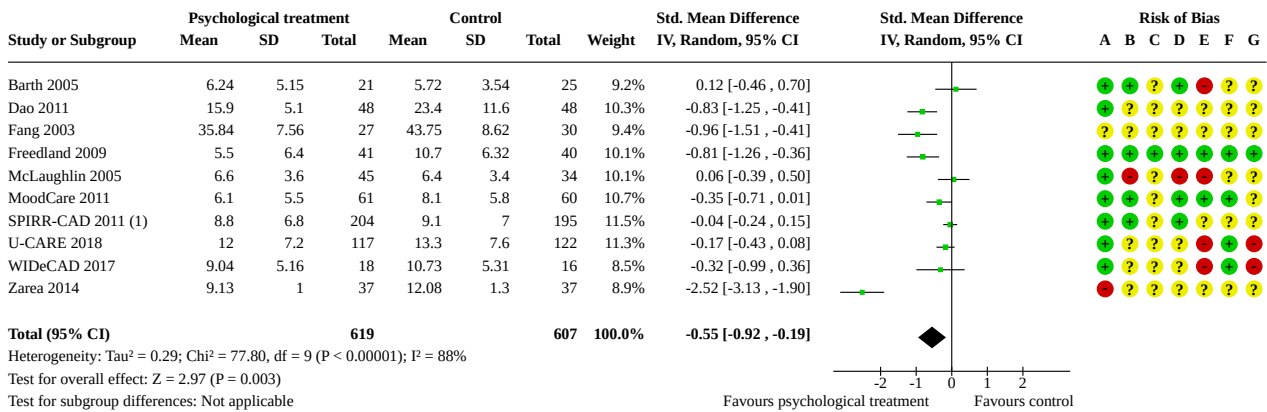 Psychological treatment Control Std. Mean Difference Std. Mean Difference Risk of Bias
Study or Subgroup Mean SD Total Mean SD Total Weight IV, Random, 95% CI IV, Random, 95% CI A B C D E F G
Barth 2005 6.24 5.15 21 5.72 3.54 25 9.2% 0.12 [-0.46 , 0.70] + + ? + - ? ?
Dao 2011 15.9 5.1 48 23.4 11.6 48 10.3% -0.83 [-1.25 , -0.41] + ? ? ? ? ? ?
Fang 2003 35.84 7.56 27 43.75 8.62 30 9.4% -0.96 [-1.51 , -0.41] ? ? ? ? ? ? ?
Freedland 2009 5.5 6.4 41 10.7 6.32 40 10.1% -0.81 [-1.26 , -0.36] + + + + + + +
McLaughlin 2005 6.6 3.6 45 6.4 3.4 34 10.1% 0.06 [-0.39 , 0.50] + - ? - - ? ?
MoodCare 2011 6.1 5.5 61 8.1 5.8 60 10.7% -0.35 [-0.71 , 0.01] + + ? + + + ?
SPIRR-CAD 2011 (1) 8.8 6.8 204 9.1 7 195 11.5% -0.04 [-0.24 , 0.15] + + ? + ? ? ?
U-CARE 2018 12 7.2 117 13.3 7.6 122 11.3% -0.17 [-0.43 , 0.08] + ? ? ? - + -
WIDeCAD 2017 9.04 5.16 18 10.73 5.31 16 8.5% -0.32 [-0.99 , 0.36] + ? ? ? - + -
Zarea 2014 9.13 1 37 12.08 1.3 37 8.9% -2.52 [-3.13 , -1.90] - ? ? ? ? ? ?
Total (95% CI) 619 607 100.0% -0.55 [-0.92 , -0.19]
Heterogeneity: Tau² = 0.29; Chi² = 77.80, df = 9 (P < 0.00001); I² = 88%
Test for overall effect: Z = 2.97 (P = 0.003)
-2 -1 0 1 2
Test for subgroup differences: Not applicable
Favours psychological treatment Favours control